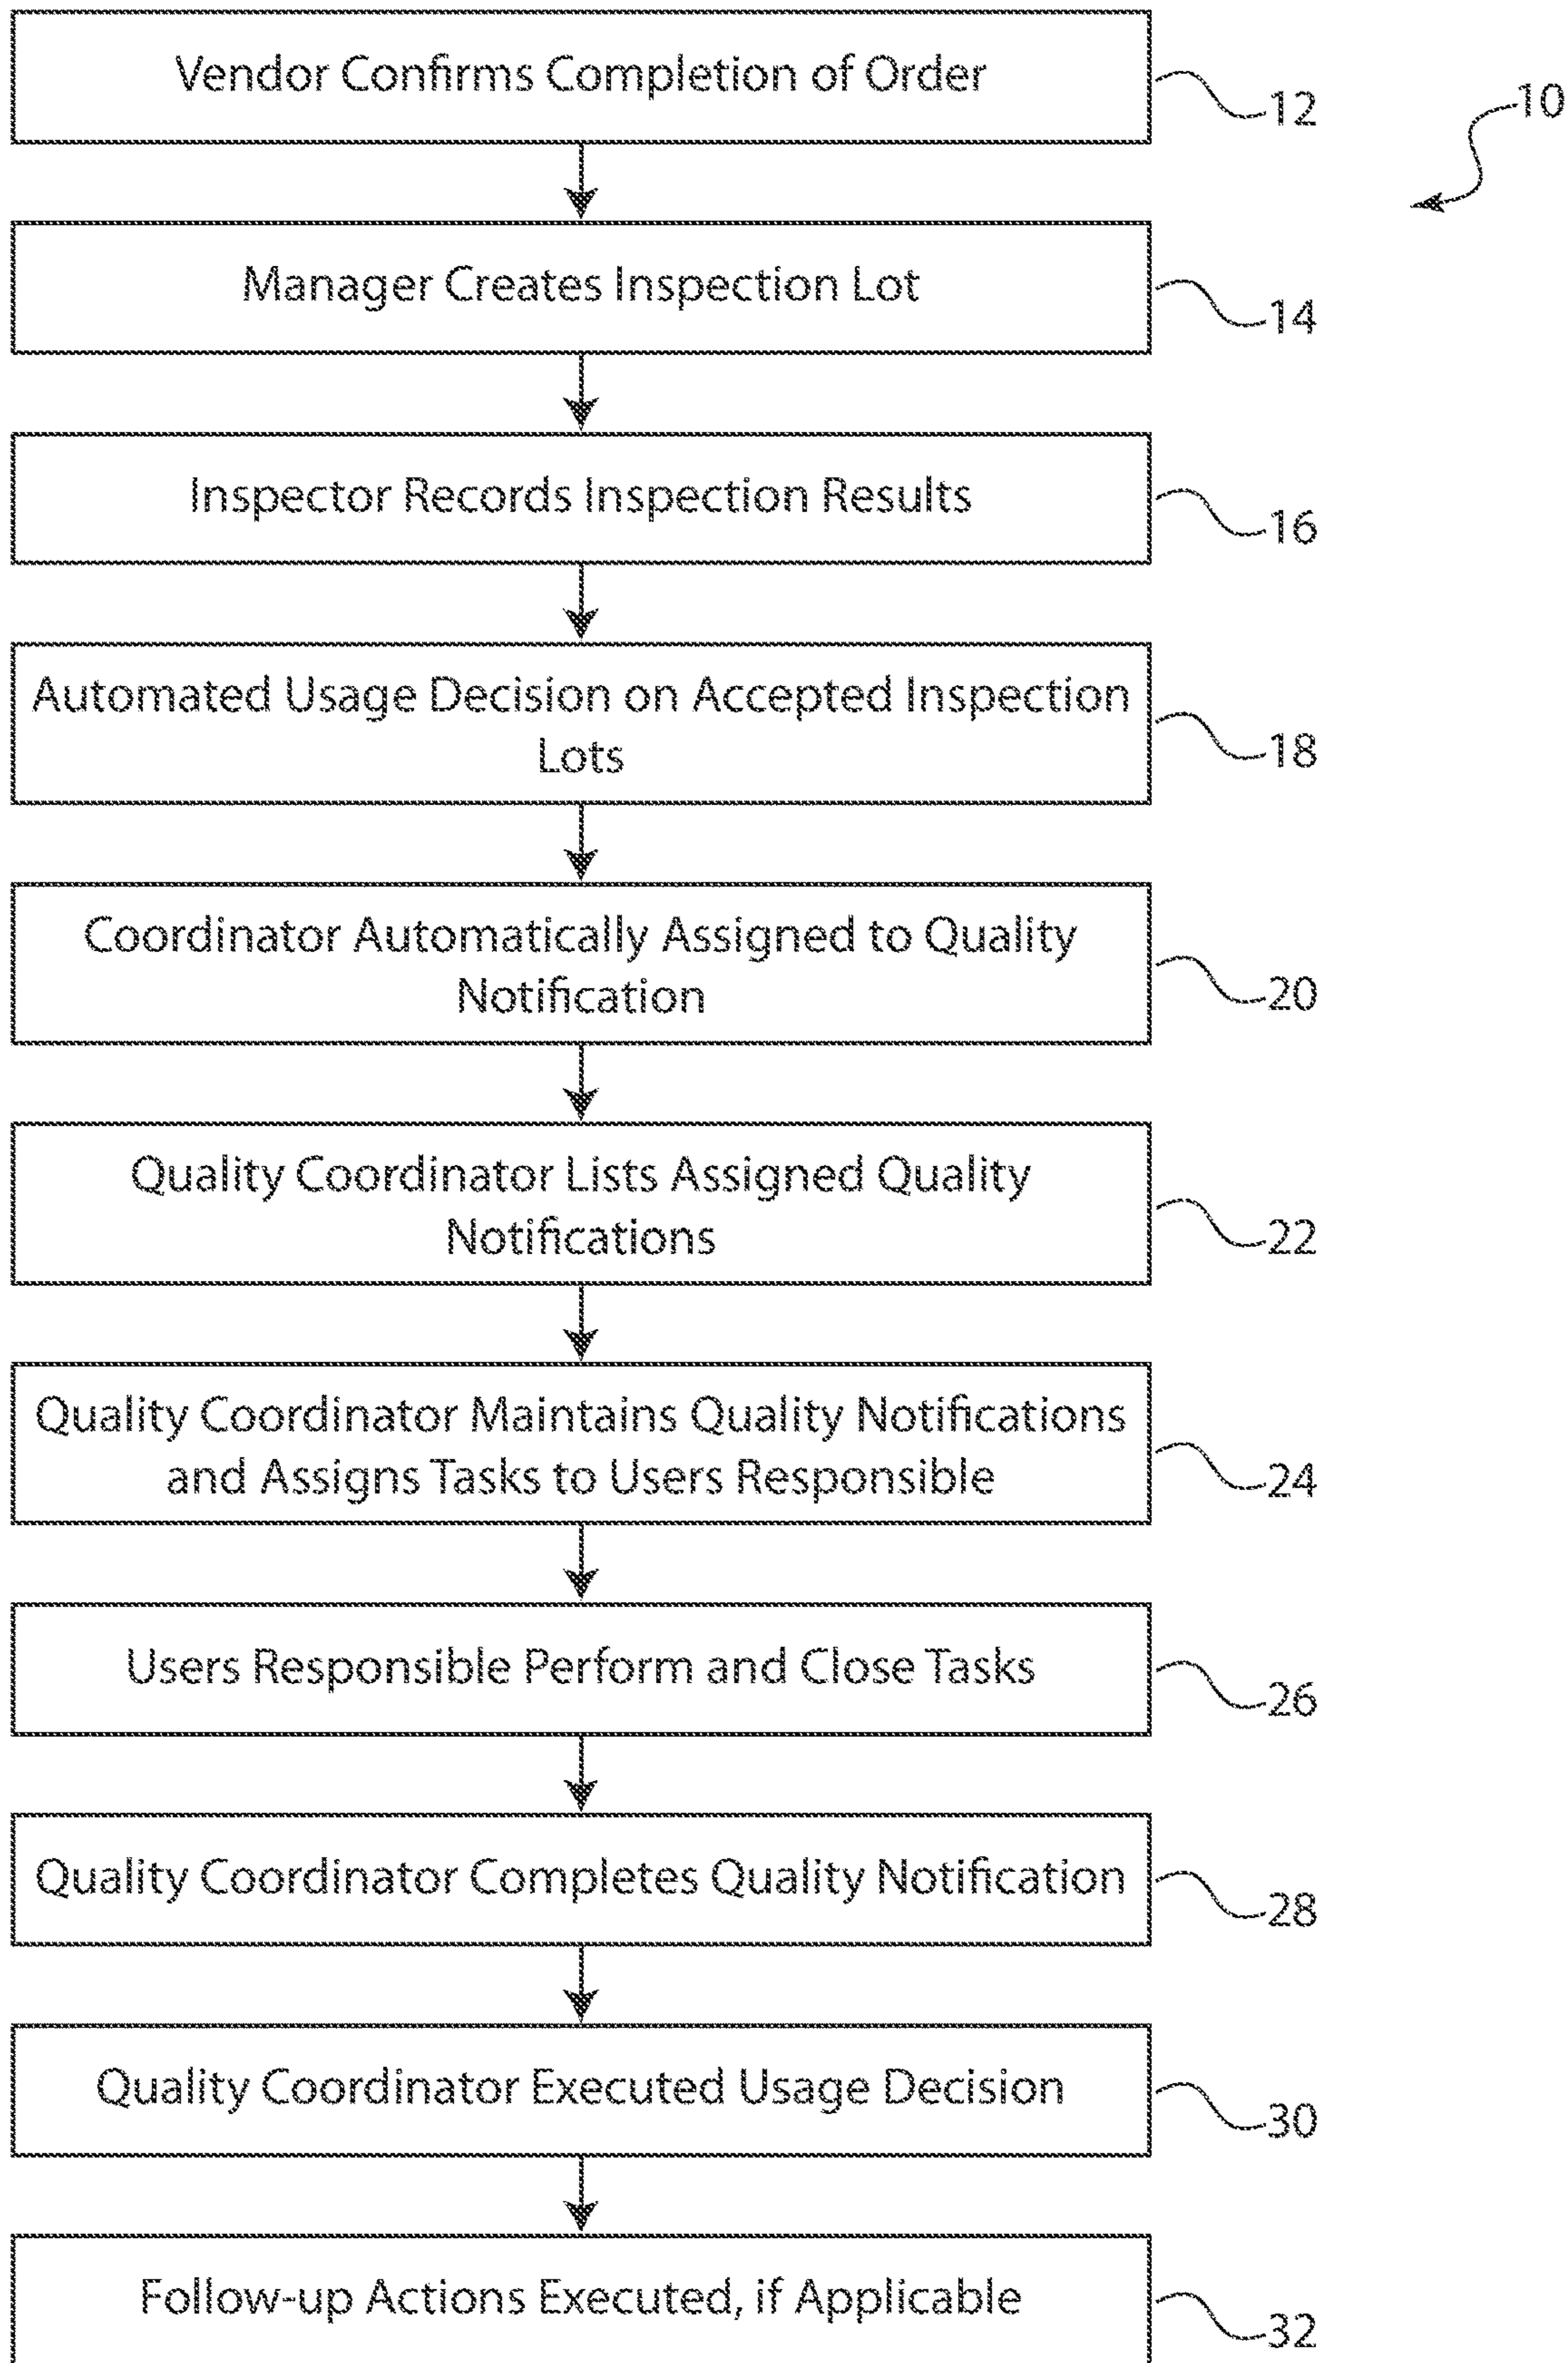 Vendor Confirms Completion of Order
12
10
Manager Creates Inspection Lot
14
Inspector Records Inspection Results
16
Automated Usage Decision on Accepted Inspection
Lots
18
Coordinator Automatically Assigned to Quality
Notification
20
Quality Coordinator Lists Assigned Quality
Notifications
22
Quality Coordinator Maintains Quality Notifications
and Assigns Tasks to Users Responsible
24
Users Responsible Perform and Close Tasks
26
Quality Coordinator Completes Quality Notification
28
Quality Coordinator Executed Usage Decision
30
Follow-up Actions Executed, if Applicable
32